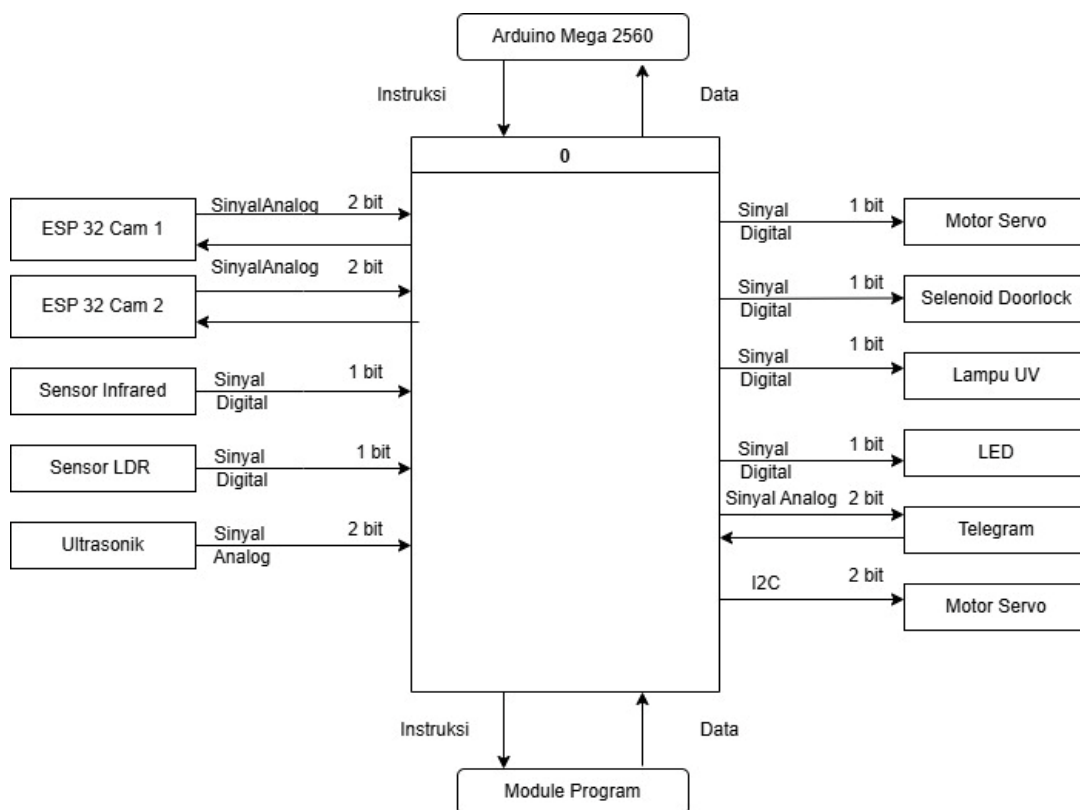 Arduino Mega 2560
Instruksi
Data
0
ESP 32 Cam 1
SinyalAnalog
2 bit
ESP 32 Cam 2
SinyalAnalog
2 bit
Sensor Infrared
Sinyal
Digital
1 bit
Sensor LDR
Sinyal
Digital
1 bit
Ultrasonik
Sinyal
Analog
2 bit
Sinyal
Digital
1 bit
Motor Servo
Sinyal
Digital
1 bit
Selenoid Doorlock
Sinyal
Digital
1 bit
Lampu UV
Sinyal
Digital
1 bit
LED
Sinyal Analog
2 bit
Telegram
I2C
2 bit
Motor Servo
Instruksi
Data
Module Program